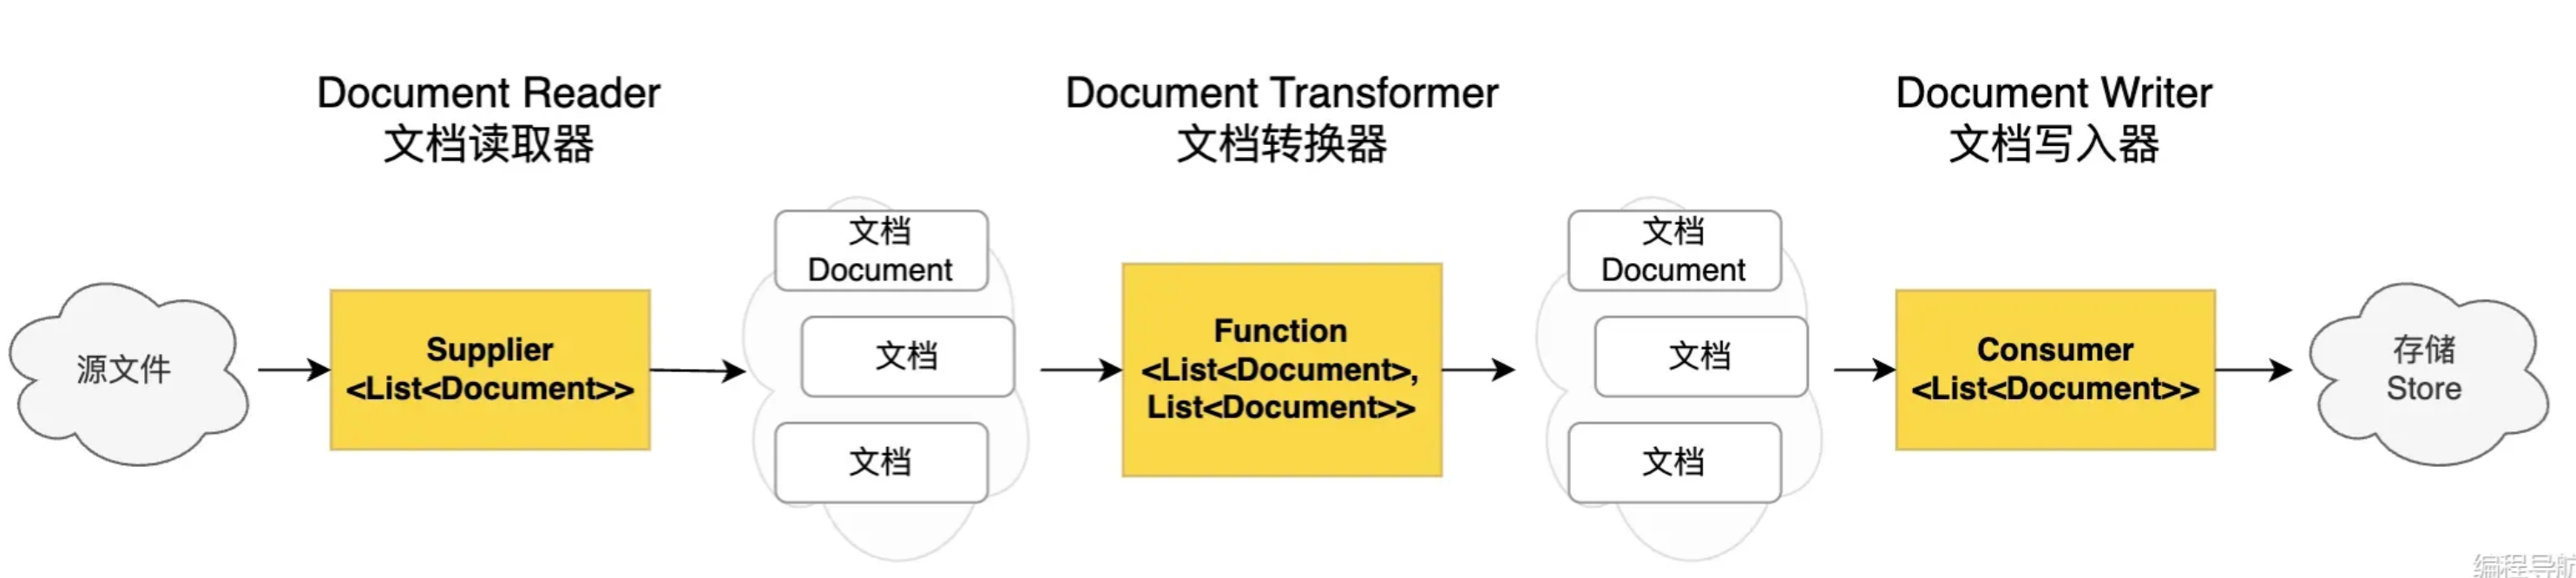 Document Reader
文档读取器
Document Transformer
文档转换器
Document Writer
文档写入器
源文件
Supplier
<List<Document>>
文档
Document
文档
文档
Function
<List<Document>,
List<Document>>
文档
Document
文档
文档
Consumer
<List<Document>>
存储
Store
编程导航